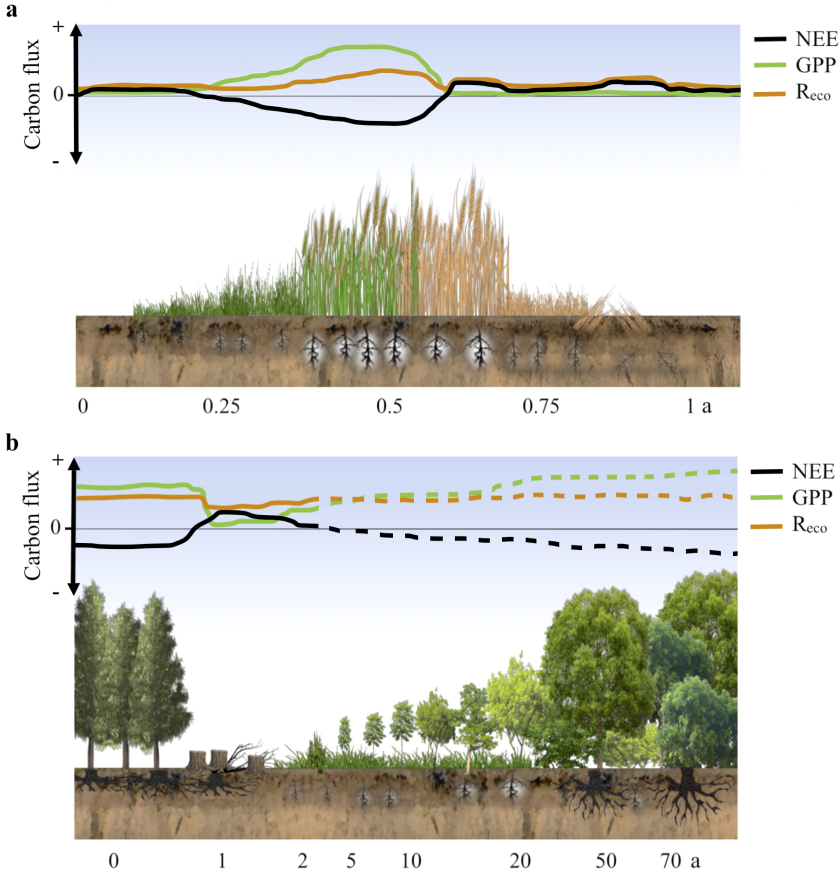 a
+
Carbon flux
0
-
NEE
GPP
Reco
0 0.25 0.5 0.75 1 a
b
+
Carbon flux
0
-
NEE
GPP
Reco
0 1 2 5 10 20 50 70 a